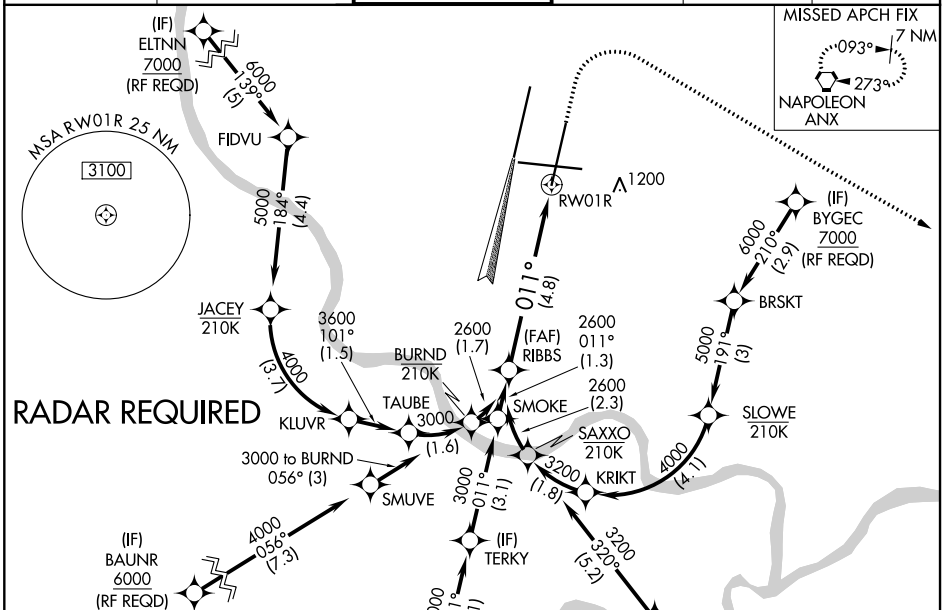 (IF)
ELTNN
7000
(RF REQD)
6000
139°
(5)
FIDVU
MSA RW01R 25 NM
3100
5000
184°
(4.4)
MISSED APCH FIX
7 NM
093°
273°
NAPOLEON
ANX
RW01R
1200
(IF)
BYGEC
7000
(RF REQD)
6000
210°
(2.9)
BRSKT
5000
191°
(3)
SLOWE
210K
4000
(4.1)
JACEY
210K
4000
(3.7)
3600
101°
(1.5)
BURND
210K
2600
(1.7)
(FAF)
RIBBS
011°
(4.8)
2600
011°
(1.3)
2600
(2.3)
RADAR REQUIRED
KLUVR
TAUBE
3000
(1.6)
SMOKE
SAXXO
210K
3200
(1.8)
KRIKT
3000 to BURND
056° (3)
SMUVE
3000
011°
(3.1)
(IF)
TERKY
3200
320°
(5.2)
(IF)
BAUNR
6000
(RF REQD)
4000
056°
(7.3)